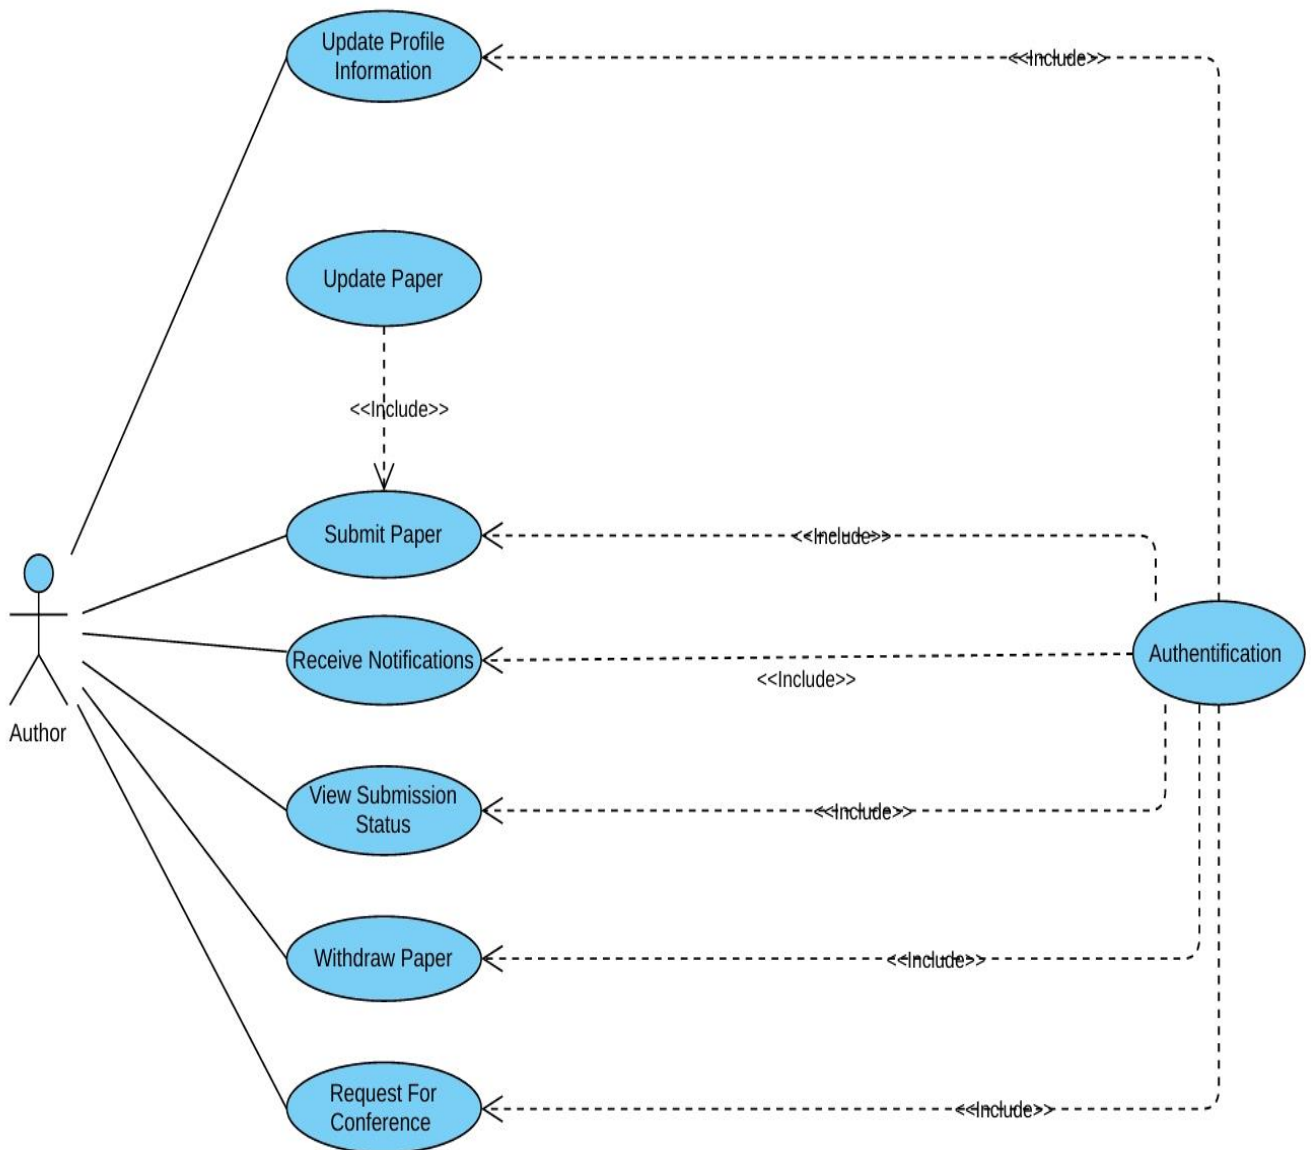 Update Profile
Information
<<Include>>
Update Paper
<<Include>>
Submit Paper
<<Include>>
Receive Notifications
<<Include>>
Authentification
Author
View Submission
Status
<<Include>>
Withdraw Paper
<<Include>>
Request For
Conference
<<Include>>